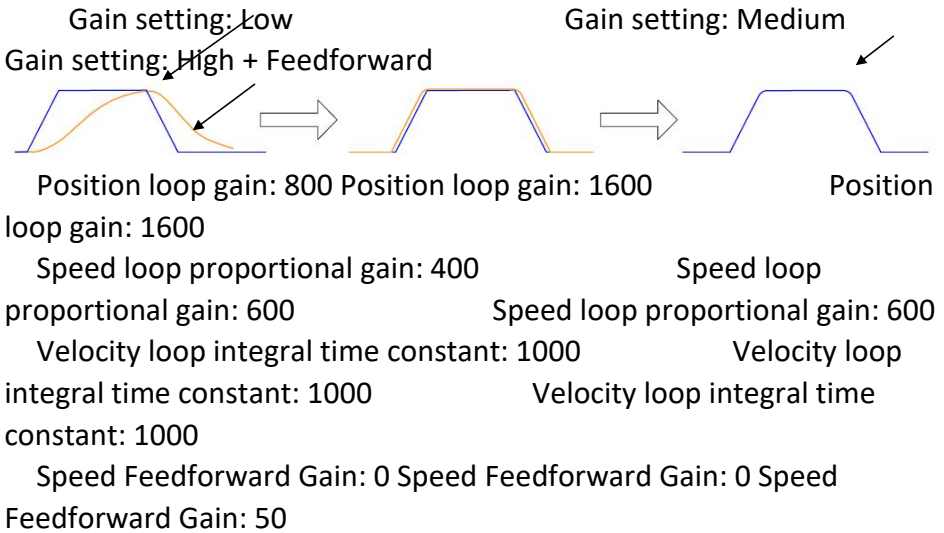 Gain setting: Low Gain setting: Medium
Gain setting: High + Feedforward
Position loop gain: 800 Position loop gain: 1600 Position
loop gain: 1600
Speed loop proportional gain: 400 Speed loop
proportional gain: 600 Speed loop proportional gain: 600
Velocity loop integral time constant: 1000 Velocity loop
integral time constant: 1000 Velocity loop integral time
constant: 1000
Speed Feedforward Gain: 0 Speed Feedforward Gain: 0 Speed
Feedforward Gain: 50